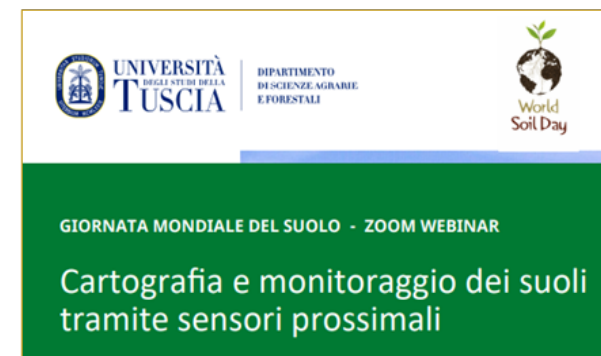 UNIVERSITÀ
DEGLI STUDI DELLA
TUSCIA
DIPARTIMENTO
DI SCIENZE AGRARIE
E FORESTALI
World
Soil Day
GIORNATA MONDIALE DEL SUOLO - ZOOM WEBINAR
Cartografia e monitoraggio dei suoli
tramite sensori prossimali